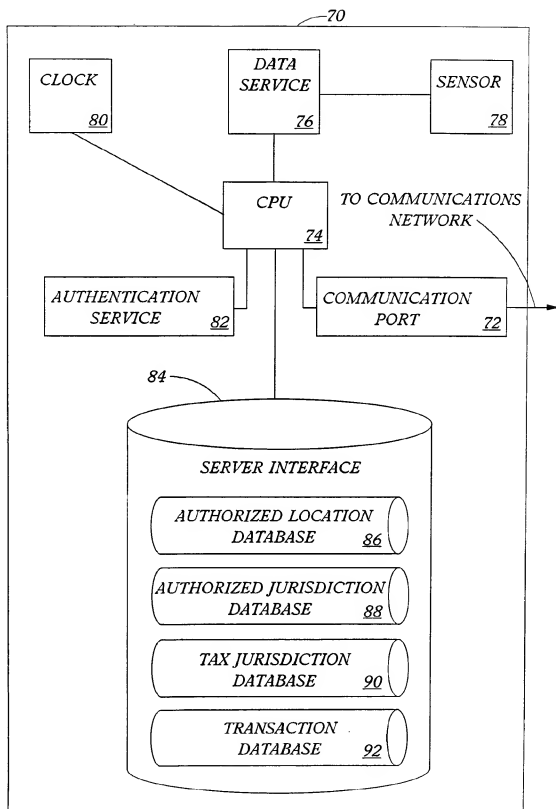 70
CLOCK
80
DATA
SERVICE
76
SENSOR
78
CPU
74
TO COMMUNICATIONS
NETWORK
AUTHENTICATION
SERVICE
82
COMMUNICATION
PORT
72
84
SERVER INTERFACE
AUTHORIZED LOCATION
DATABASE
86
AUTHORIZED JURISDICTION
DATABASE
88
TAX JURISDICTION
DATABASE
90
TRANSACTION
DATABASE
92